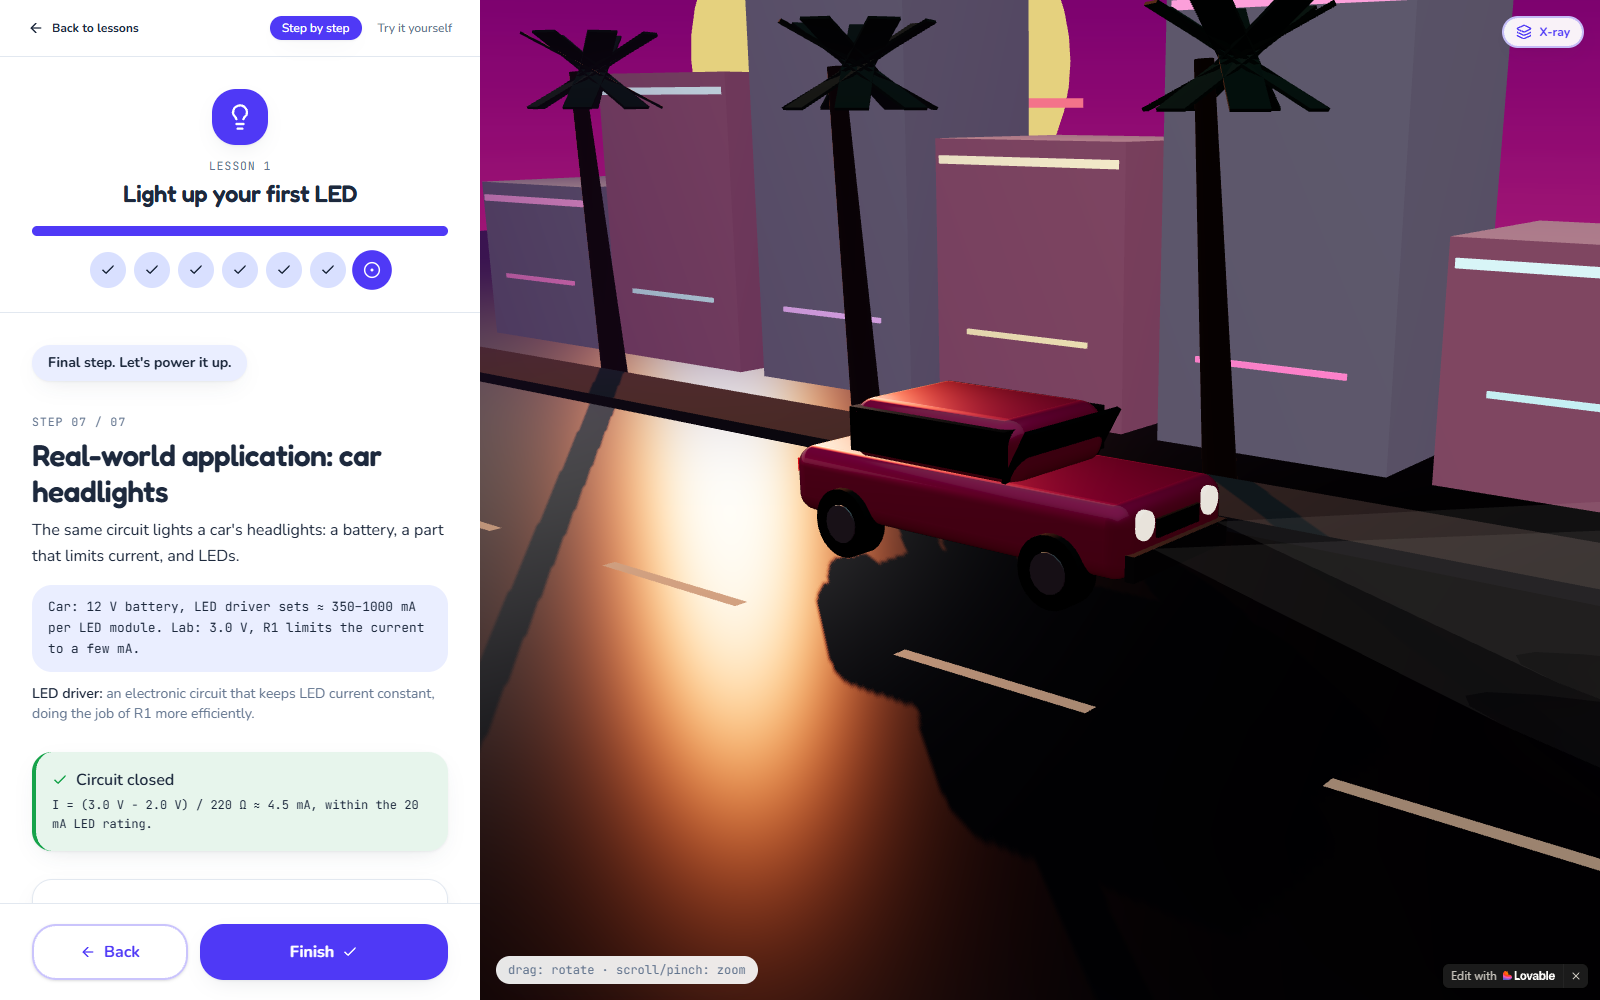 Back to lessons
Step by step
Try it yourself
LESSON 1
Light up your first LED
Final step. Let's power it up.
STEP 07 / 07
Real-world application: car
headlights
The same circuit lights a car's headlights: a battery, a part
that limits current, and LEDs.
Car: 12 V battery, LED driver sets ≈ 350–1000 mA
per LED module. Lab: 3.0 V, R1 limits the current
to a few mA.
LED driver: an electronic circuit that keeps LED current constant,
doing the job of R1 more efficiently.
Circuit closed
I = (3.0 V - 2.0 V) / 220 Ω ≈ 4.5 mA, within the 20
mA LED rating.
Back
Finish
X-ray
drag: rotate · scroll/pinch: zoom
Edit with Lovable